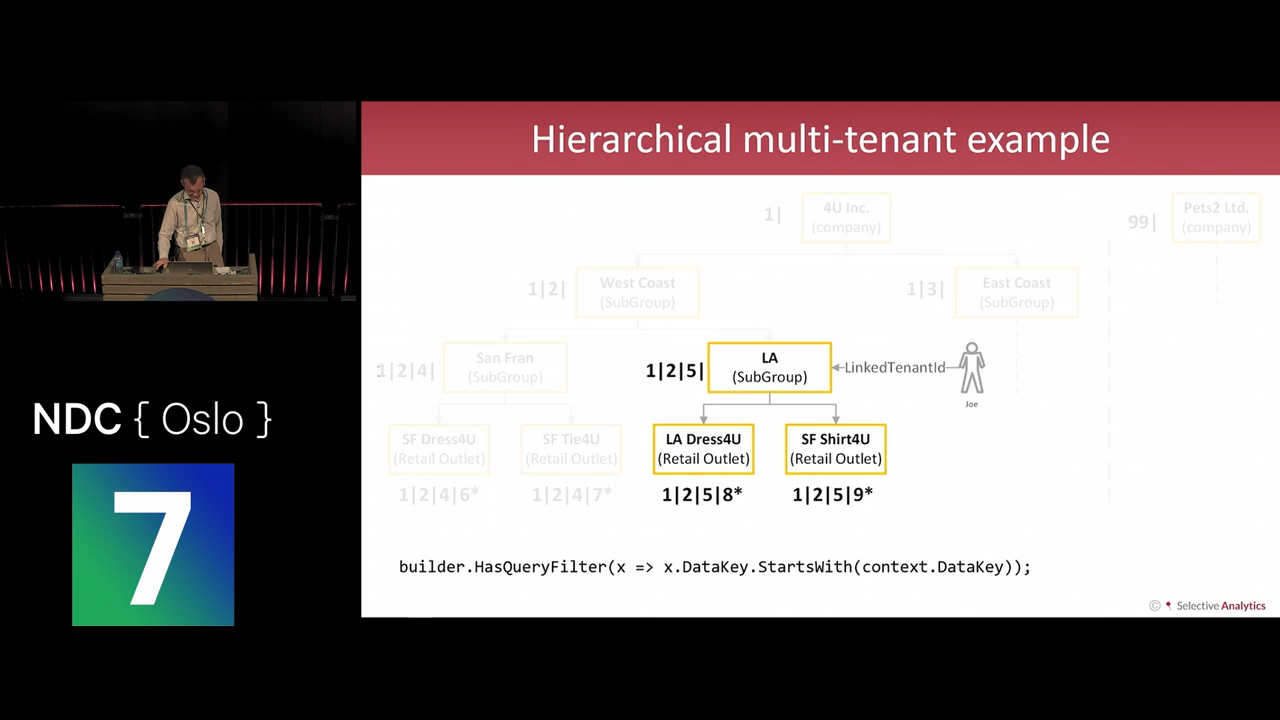 Hierarchical multi-tenant example
1|
4U Inc.
(company)
99|
Pets2 Ltd.
(company)
1|2|
West Coast
(SubGroup)
1|3|
East Coast
(SubGroup)
1|2|4|
San Fran
(SubGroup)
1|2|5|
LA
(SubGroup)
LinkedTenantId
Joe
SF Dress4U
(Retail Outlet)
SF Tie4U
(Retail Outlet)
LA Dress4U
(Retail Outlet)
SF Shirt4U
(Retail Outlet)
1|2|4|6*
1|2|4|7*
1|2|5|8*
1|2|5|9*
builder.HasQueryFilter(x => x.DataKey.StartsWith(context.DataKey));
© Selective Analytics
NDC { Oslo }
7